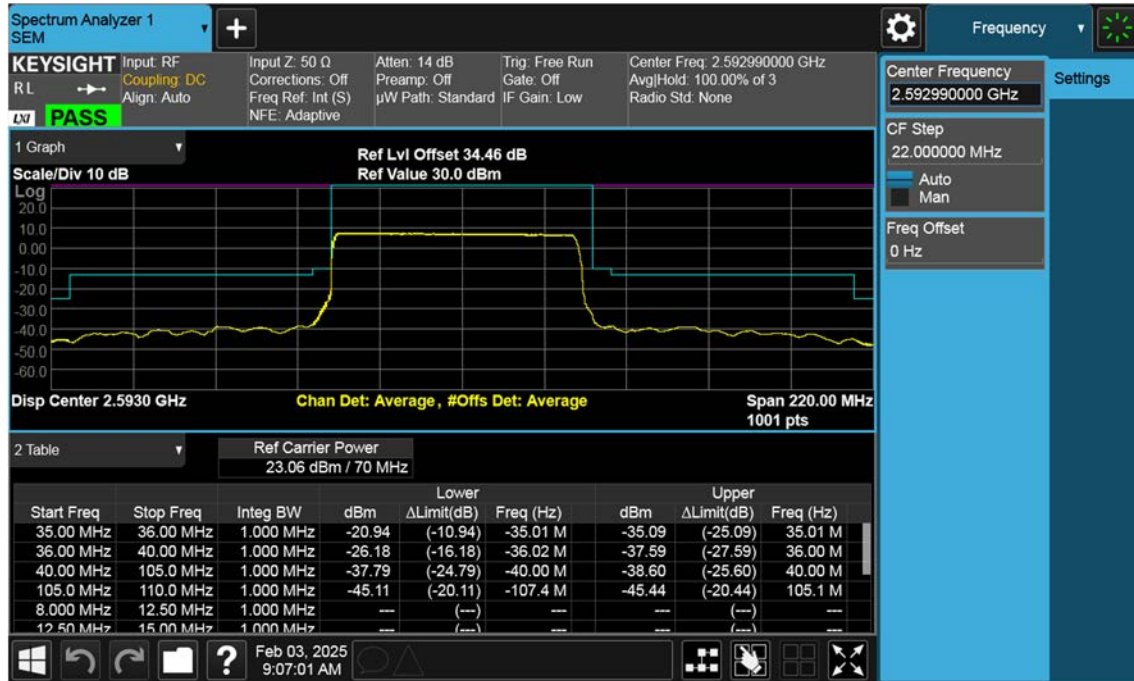 Spectrum Analyzer 1
SEM
Frequency
KEYSIGHT
R L
LXI PASS
Input: RF
Coupling: DC
Align: Auto
Input Z: 50 Ω
Corrections: Off
Freq Ref: Int (S)
NFE: Adaptive
Atten: 14 dB
Preamp: Off
µW Path: Standard
Trig: Free Run
Gate: Off
IF Gain: Low
Center Freq: 2.592990000 GHz
Avg|Hold: 100.00% of 3
Radio Std: None
Center Frequency
2.592990000 GHz
Settings
CF Step
22.000000 MHz
Auto
Man
Freq Offset
0 Hz
1 Graph
Ref Lvl Offset 34.46 dB
Scale/Div 10 dB
Ref Value 30.0 dBm
Log
20.0
10.0
0.00
-10.0
-20.0
-30.0
-40.0
-50.0
-60.0
Disp Center 2.5930 GHz
Chan Det: Average , #Offs Det: Average
Span 220.00 MHz
1001 pts
2 Table
Ref Carrier Power
23.06 dBm / 70 MHz
Lower Upper
Start Freq Stop Freq Integ BW dBm ΔLimit(dB) Freq (Hz) dBm ΔLimit(dB) Freq (Hz)
35.00 MHz 36.00 MHz 1.000 MHz -20.94 (-10.94) -35.01 M -35.09 (-25.09) 35.01 M
36.00 MHz 40.00 MHz 1.000 MHz -26.18 (-16.18) -36.02 M -37.59 (-27.59) 36.00 M
40.00 MHz 105.0 MHz 1.000 MHz -37.79 (-24.79) -40.00 M -38.60 (-25.60) 40.00 M
105.0 MHz 110.0 MHz 1.000 MHz -45.11 (-20.11) -107.4 M -45.44 (-20.44) 105.1 M
8.000 MHz 12.50 MHz 1.000 MHz --- (---) --- --- (---) ---
12.50 MHz 15.00 MHz 1.000 MHz --- (---) --- --- (---) ---
Feb 03, 2025
9:07:01 AM